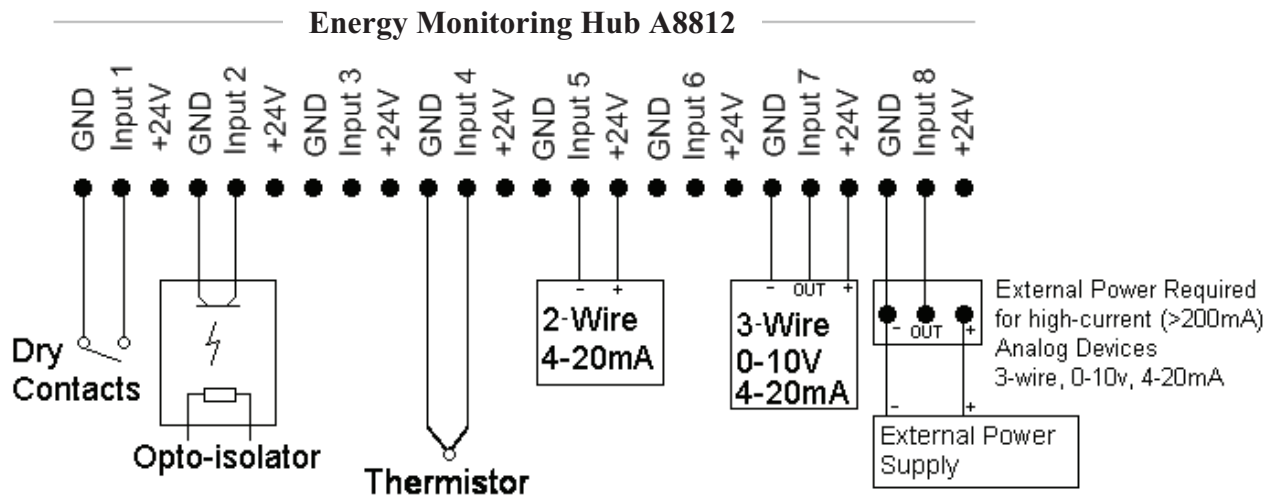 Energy Monitoring Hub A8812
GND
Input 1
+24V
GND
Input 2
+24V
GND
Input 3
+24V
GND
Input 4
+24V
GND
Input 5
+24V
GND
Input 6
+24V
GND
Input 7
+24V
GND
Input 8
+24V
Dry
Contacts
Opto-isolator
Thermistor
- +
2-Wire
4-20mA
- OUT +
3-Wire
0-10V
4-20mA
- OUT +
External Power Required
for high-current (>200mA)
Analog Devices
3-wire, 0-10v, 4-20mA
- +
External Power
Supply